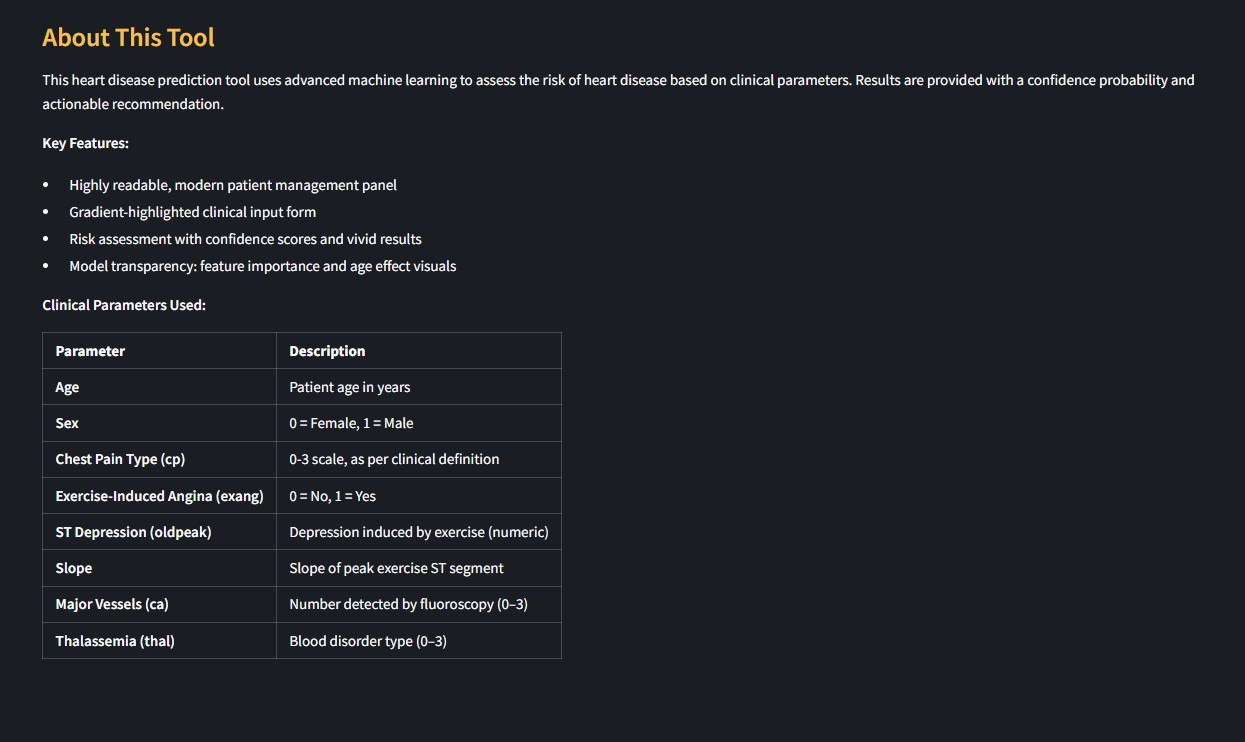 About This Tool
This heart disease prediction tool uses advanced machine learning to assess the risk of heart disease based on clinical parameters. Results are provided with a confidence probability and
actionable recommendation.
Key Features:
• Highly readable, modern patient management panel
• Gradient-highlighted clinical input form
• Risk assessment with confidence scores and vivid results
• Model transparency: feature importance and age effect visuals
Clinical Parameters Used:
Parameter Description
Age Patient age in years
Sex 0 = Female, 1 = Male
Chest Pain Type (cp) 0-3 scale, as per clinical definition
Exercise-Induced Angina (exang) 0 = No, 1 = Yes
ST Depression (oldpeak) Depression induced by exercise (numeric)
Slope Slope of peak exercise ST segment
Major Vessels (ca) Number detected by fluoroscopy (0–3)
Thalassemia (thal) Blood disorder type (0–3)